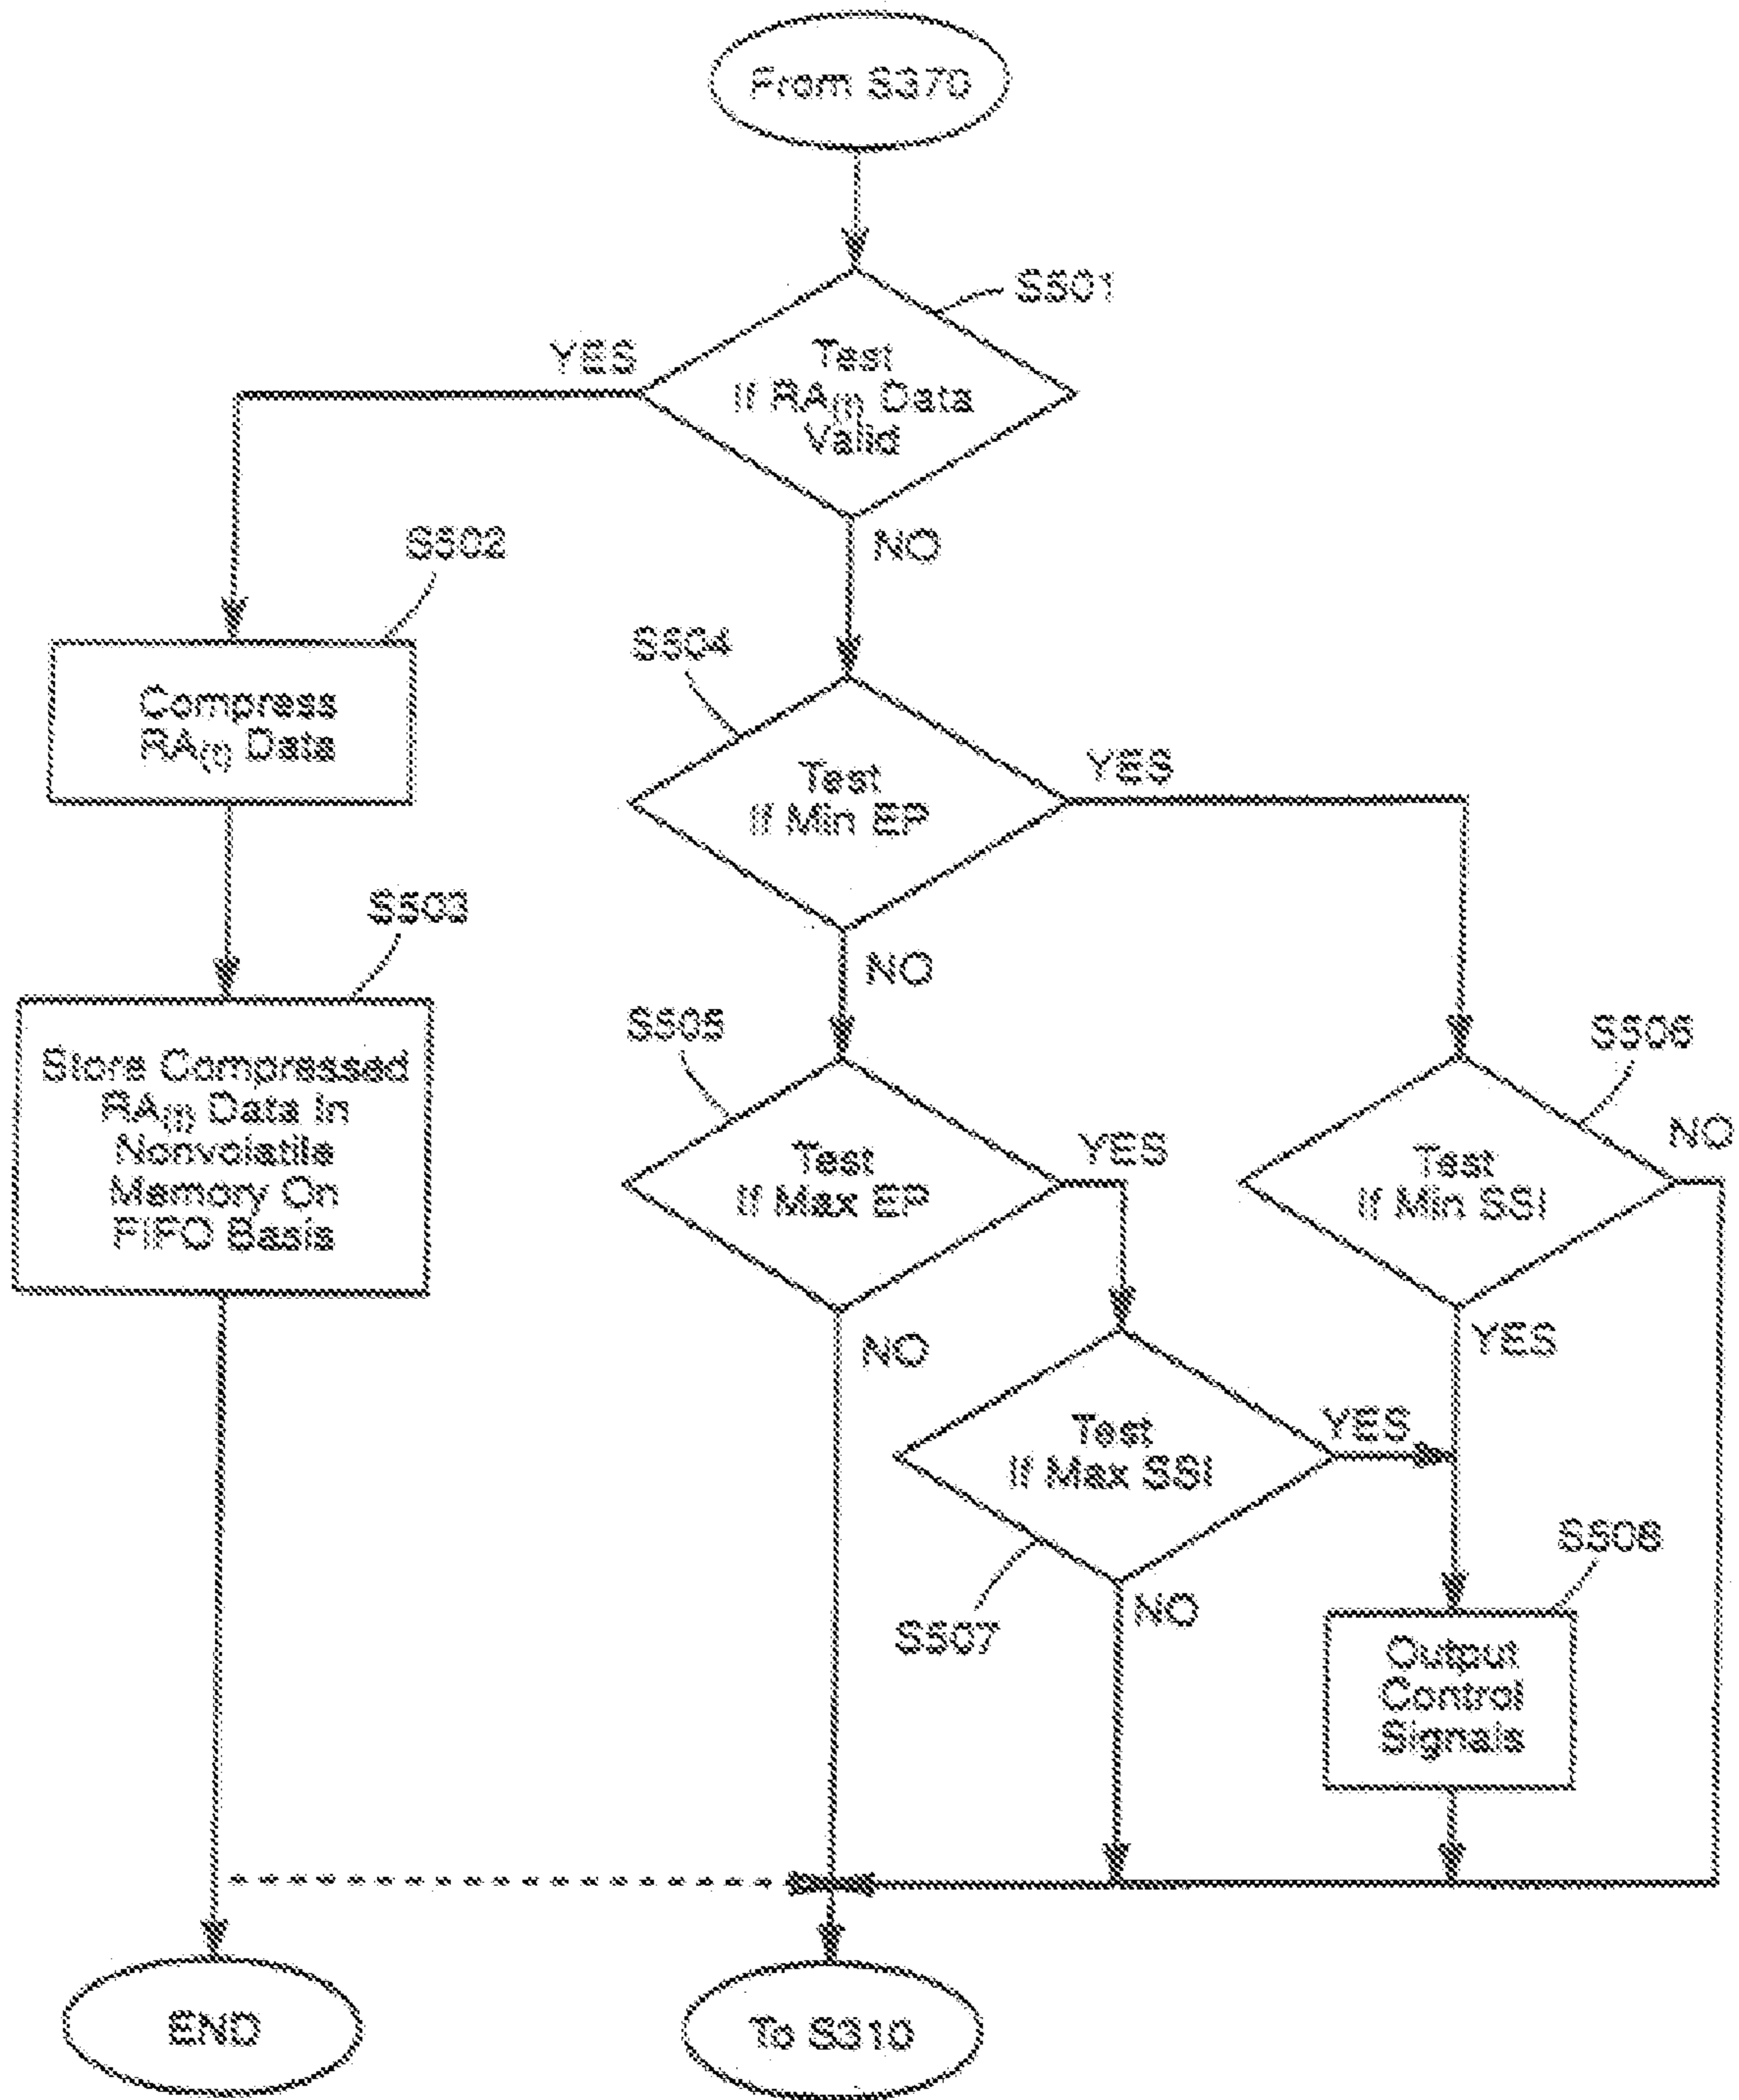 From S370
S501
YES
Test
If RA(t) Data
Valid
NO
S502
Compress
RA(t) Data
S504
YES
Test
If Min EP
NO
S503
Store Compressed
RA(t) Data In
Nonvolatile
Memory On
FIFO Basis
S505
YES
Test
If Max EP
NO
S506
NO
Test
If Min SSI
YES
Test
If Max SSI
YES
S507
NO
S508
Output
Control
Signals
END
To S310